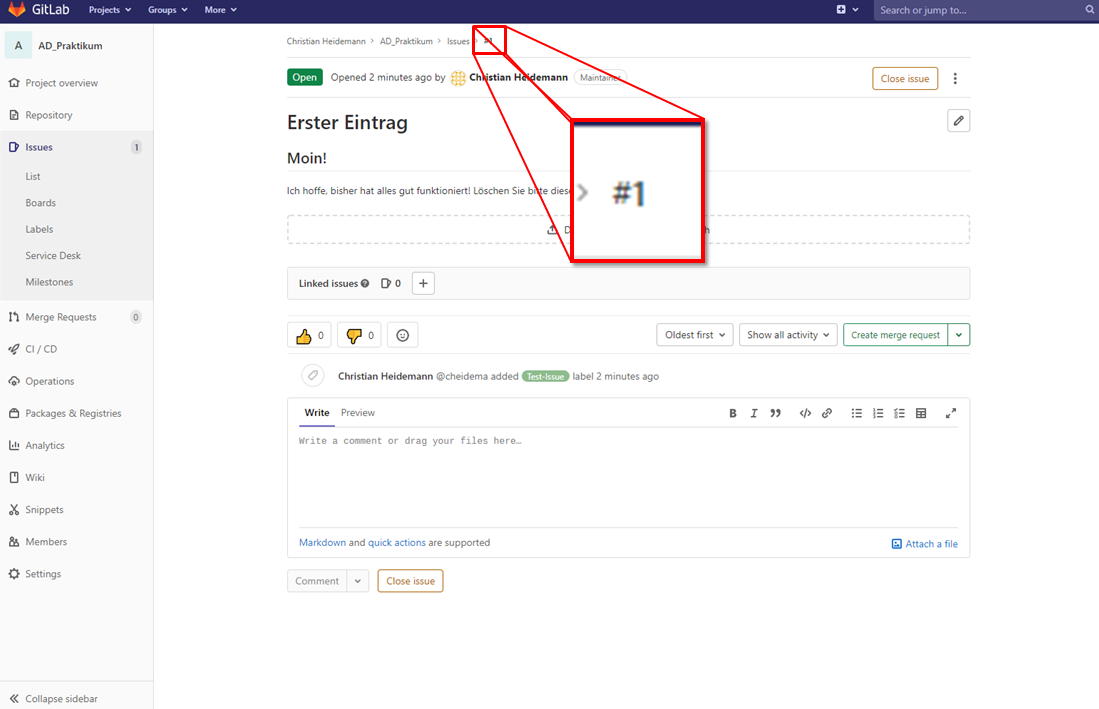 GitLab Projects Groups More Search or jump to...
A AD_Praktikum
Project overview
Repository
Issues 1
List
Boards
Labels
Service Desk
Milestones
Merge Requests 0
CI / CD
Operations
Packages & Registries
Analytics
Wiki
Snippets
Members
Settings
Collapse sidebar
Christian Heidemann > AD_Praktikum > Issues > #1
Open Opened 2 minutes ago by Christian Heidemann Maintainer
Close issue
Erster Eintrag
Moin!
Ich hoffe, bisher hat alles gut funktioniert! Löschen Sie bitte
> #1
Linked issues 0 +
0 0
Oldest first Show all activity Create merge request
Christian Heidemann @cheidema added Test-Issue label 2 minutes ago
Write Preview B I
Write a comment or drag your files here…
Markdown and quick actions are supported
Attach a file
Comment Close issue